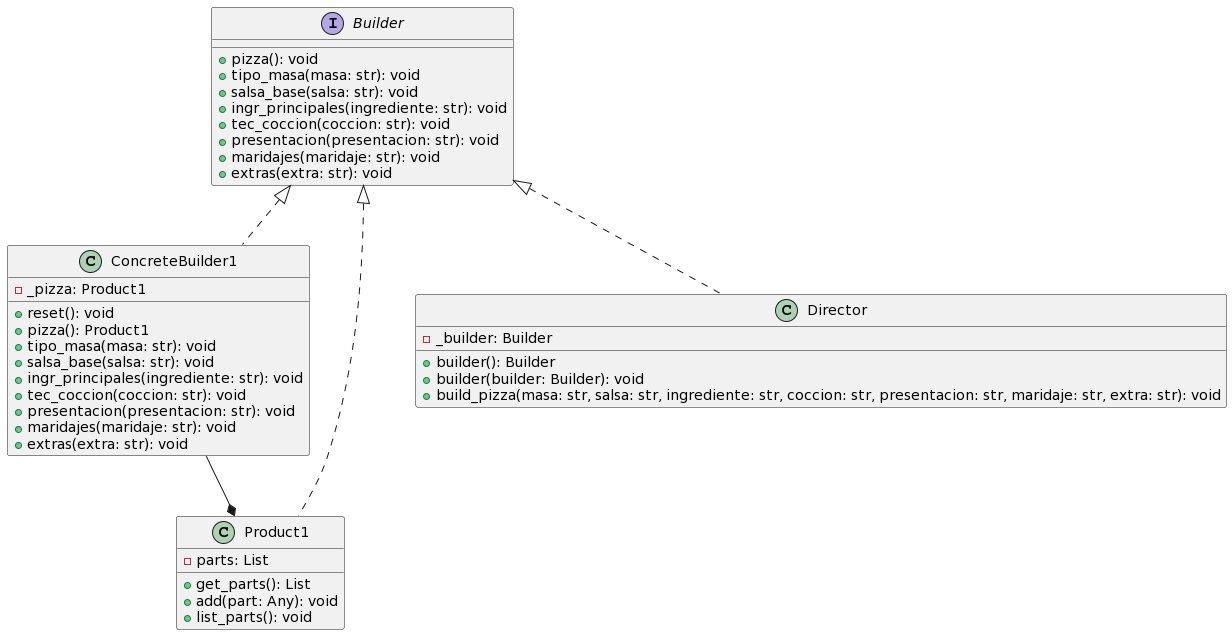 I Builder
pizza(): void
tipo_masa(masa: str): void
salsa_base(salsa: str): void
ingr_principales(ingrediente: str): void
tec_coccion(coccion: str): void
presentacion(presentacion: str): void
maridajes(maridaje: str): void
extras(extra: str): void
C ConcreteBuilder1
_pizza: Product1
reset(): void
pizza(): Product1
tipo_masa(masa: str): void
salsa_base(salsa: str): void
ingr_principales(ingrediente: str): void
tec_coccion(coccion: str): void
presentacion(presentacion: str): void
maridajes(maridaje: str): void
extras(extra: str): void
C Director
_builder: Builder
builder(): Builder
builder(builder: Builder): void
build_pizza(masa: str, salsa: str, ingrediente: str, coccion: str, presentacion: str, maridaje: str, extra: str): void
C Product1
parts: List
get_parts(): List
add(part: Any): void
list_parts(): void